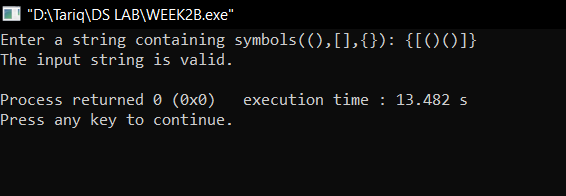 "D:\Tariq\DS LAB\WEEK2B.exe"
Enter a string containing symbols((),[],{}): {[()()]}
The input string is valid.
Process returned 0 (0x0)   execution time : 13.482 s
Press any key to continue.